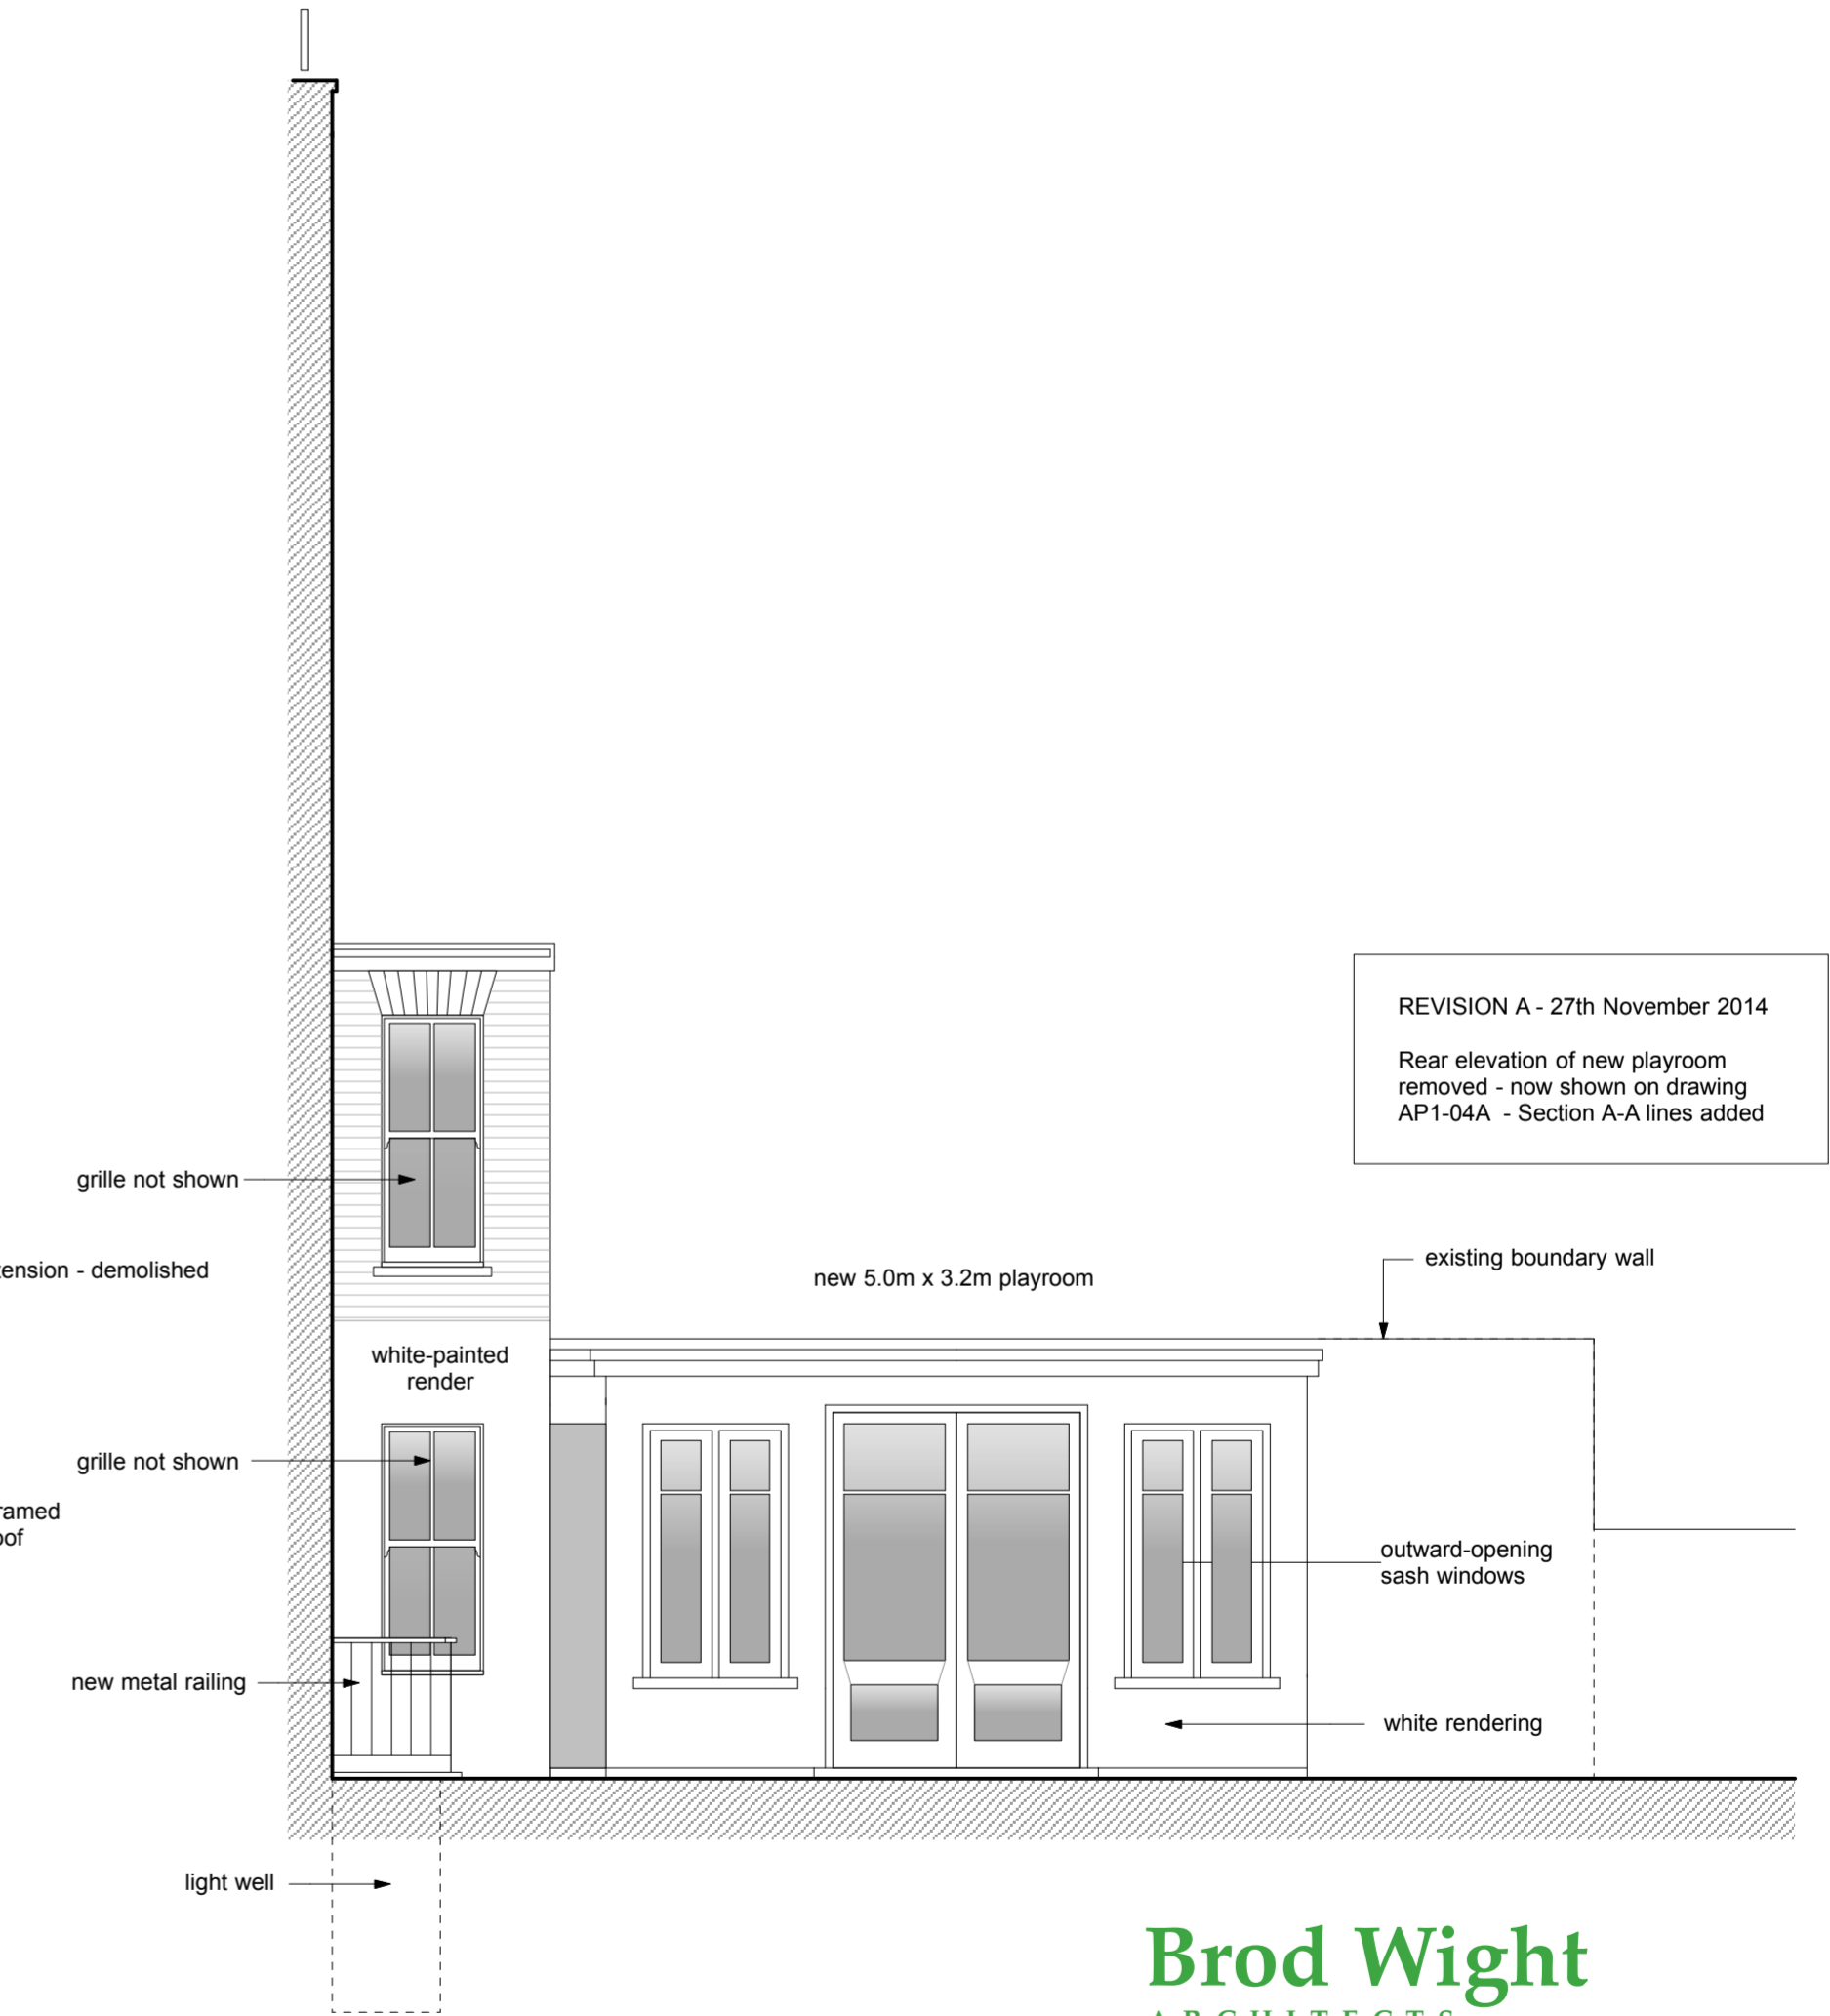 REVISION A - 27th November 2014
Rear elevation of new playroom
removed - now shown on drawing
AP1-04A - Section A-A lines added
grille not shown
tension - demolished
new 5.0m x 3.2m playroom
existing boundary wall
white-painted
render
grille not shown
ramed
oof
outward-opening
sash windows
new metal railing
white rendering
light well
Brod Wight
ARCHITECTS